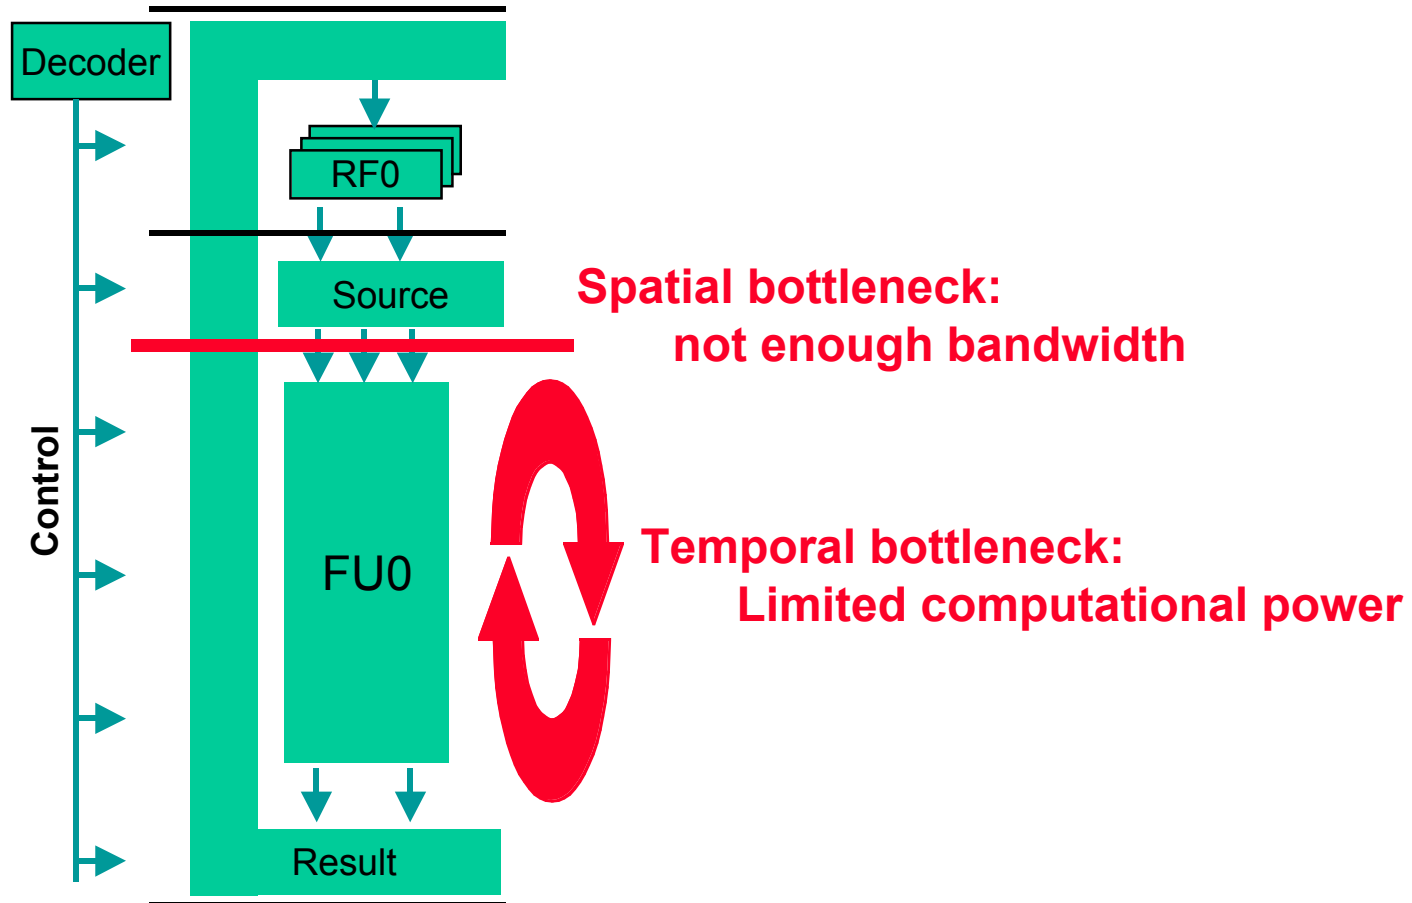 Decoder
RF0
Source
Spatial bottleneck:
not enough bandwidth
Control
FU0
Temporal bottleneck:
Limited computational power
Result